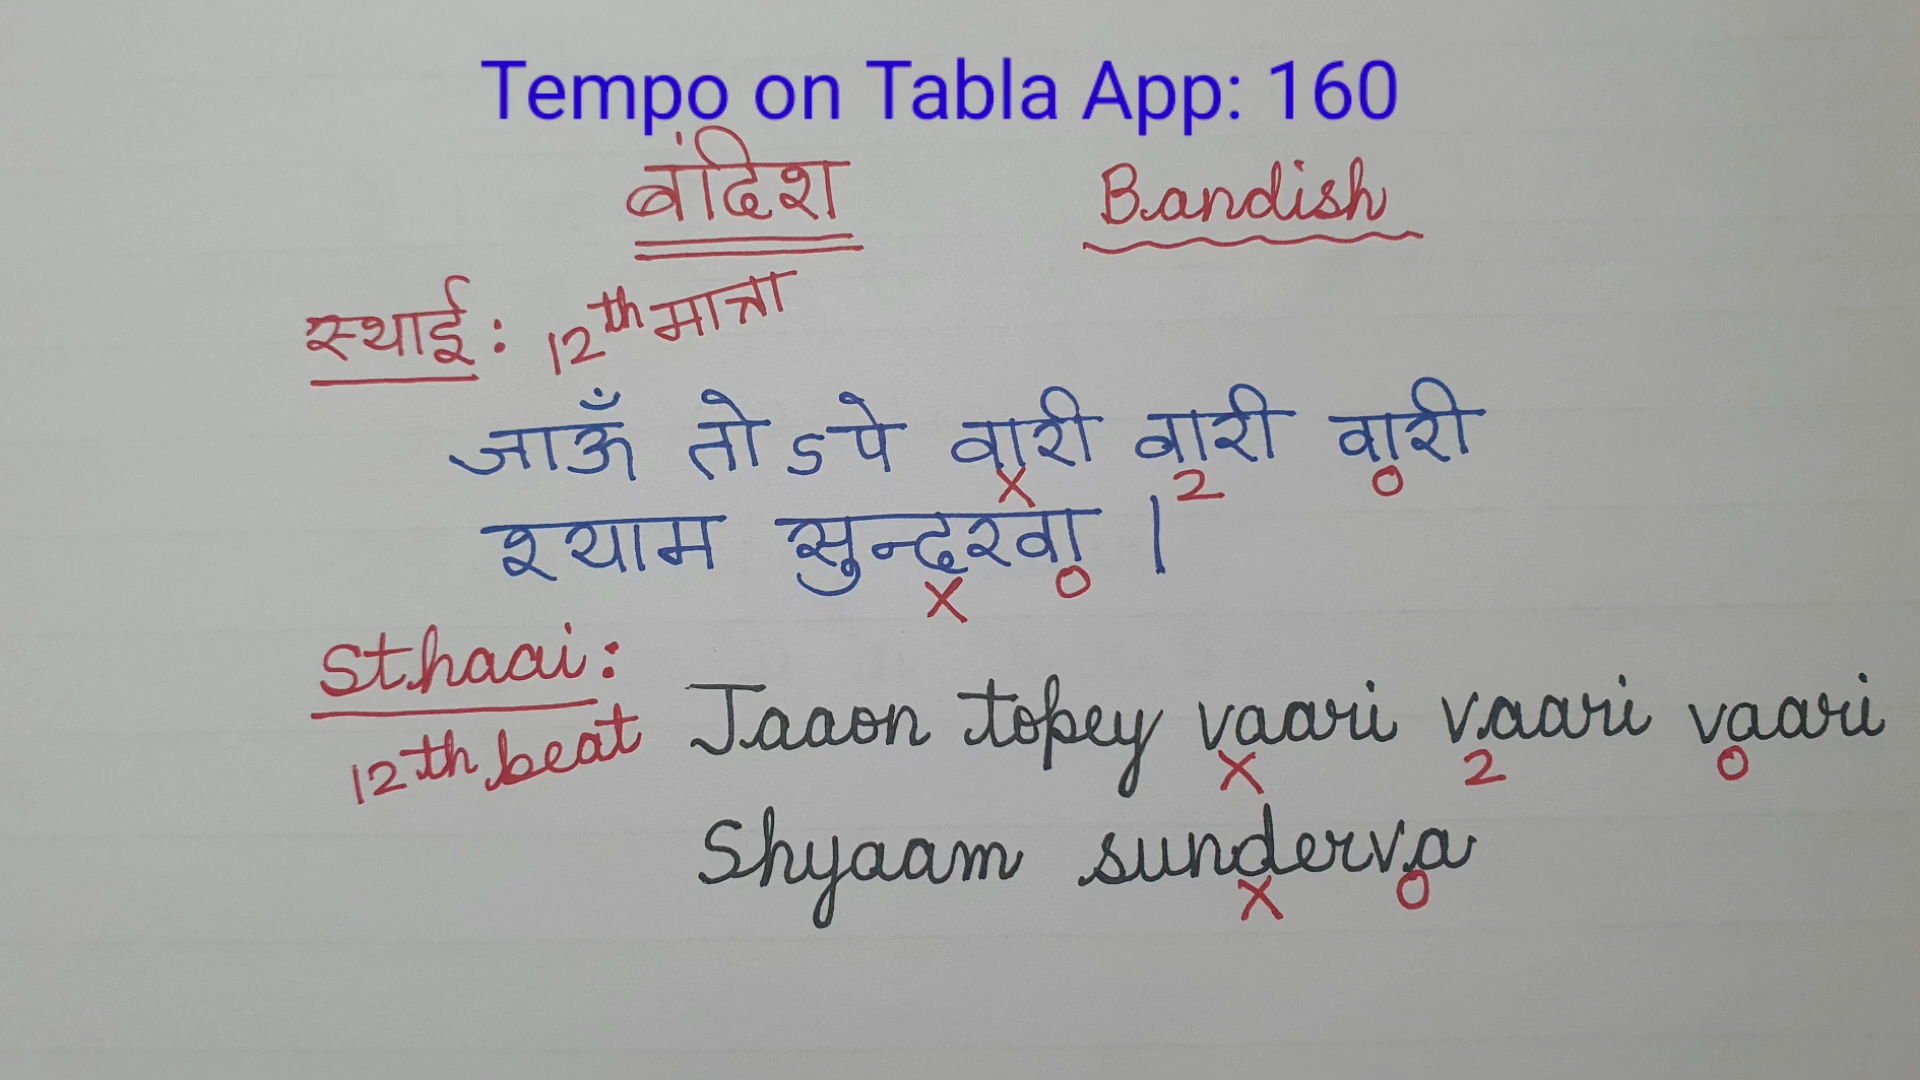 Tempo on Tabla App: 160
बंदिश Bandish
स्थाई: 12th मात्रा
जाऊँ तो ऽ पे वारी वारी वारी
x 2 0
श्याम सुन्दरवा ।
x 0
Sthaai: 12th beat
Jaaon topey vaari vaari vaari
x 2 0
Shyaam sunderva
x 0